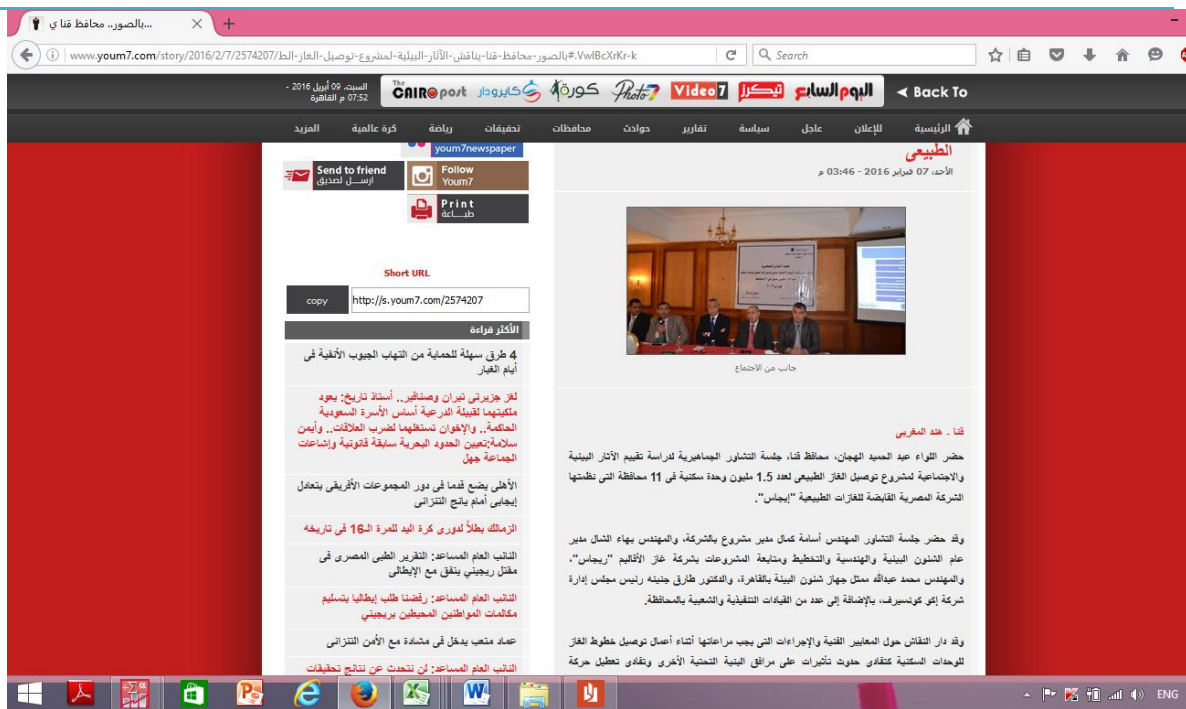 بالصور.. محافظ قنا ي...
www.youm7.com/story/2016/2/7/2574207/بالصور-محافظ-قنا-يناقش-الآثار-البيئية-لمشروع-توصيل-الغاز-الط#.VwlBcXrKr-k
Search
السبت، 09 أبريل 2016 - 07:52 م القاهرة
The CAIRO post
كايرودار
كورة
Photo7
Video 7
تيكرز
اليوم السابع
Back To
الرئيسية
للإعلان
عاجل
سياسة
تقارير
حوادث
محافظات
تحقيقات
رياضة
كرة عالمية
المزيد
الطبيعى
الأحد، 07 فبراير 2016 - 03:46 م
جانب من الاجتماع
قنا ـ هند المغربى
حضر اللواء عبد الحميد الهجان، محافظ قنا، جلسة التشاور الجماهيرية لدراسة تقييم الآثار البيئية
والاجتماعية لمشروع توصيل الغاز الطبيعى لعدد 1.5 مليون وحدة سكنية فى 11 محافظة التى نظمتها
الشركة المصرية القابضة للغازات الطبيعية "إيجاس".
وقد حضر جلسة التشاور المهندس أسامة كمال مدير مشروع بالشركة، والمهندس بهاء الشال مدير
عام الشئون البيئية والهندسية والتخطيط ومتابعة المشروعات بشركة غاز الأقاليم "ريجاس"،
والمهندس محمد عبدالله ممثل جهاز شئون البيئة بالقاهرة، والدكتور طارق جنينه رئيس مجلس إدارة
شركة إكو كونسيرف، بالإضافة إلى عدد من القيادات التنفيذية والشعبية بالمحافظة.
وقد دار النقاش حول المعايير الفنية والإجراءات التى يجب مراعاتها أثناء أعمال توصيل خطوط الغاز
للوحدات السكنية كتفادى حدوث تأثيرات على مرافق البنية التحتية الأخرى وتفادى تعطيل حركة
youm7newspaper
Send to friend
ارسـل لصديق
Follow
Youm7
Print
طبـاعة
Short URL
copy
http://s.youm7.com/2574207
الأكثر قراءة
4 طرق سهلة للحماية من التهاب الجيوب الأنفية فى
أيام الغبار
لغز جزيرتى تيران وصنافير.. أستاذ تاريخ: يعود
ملكيتهما لقبيلة الدرعية أساس الأسرة السعودية
الحاكمة.. والإخوان تستغلهما لضرب العلاقات.. وأيمن
سلامة:تعيين الحدود البحرية سابقة قانونية وإشاعات
الجماعة جهل
الأهلى يضع قدما فى دور المجموعات الأفريقى بتعادل
إيجابى أمام يانج التنزانى
الزمالك بطلاً لدورى كرة اليد للمرة الـ16 فى تاريخه
النائب العام المساعد: التقرير الطبى المصرى فى
مقتل ريجينى يتفق مع الإيطالى
النائب العام المساعد: رفضنا طلب إيطاليا بتسليم
مكالمات المواطنين المحيطين بريجينى
عماد متعب يدخل فى مشادة مع الأمن التنزانى
النائب العام المساعد: لن نتحدث عن نتائج تحقيقات
ENG